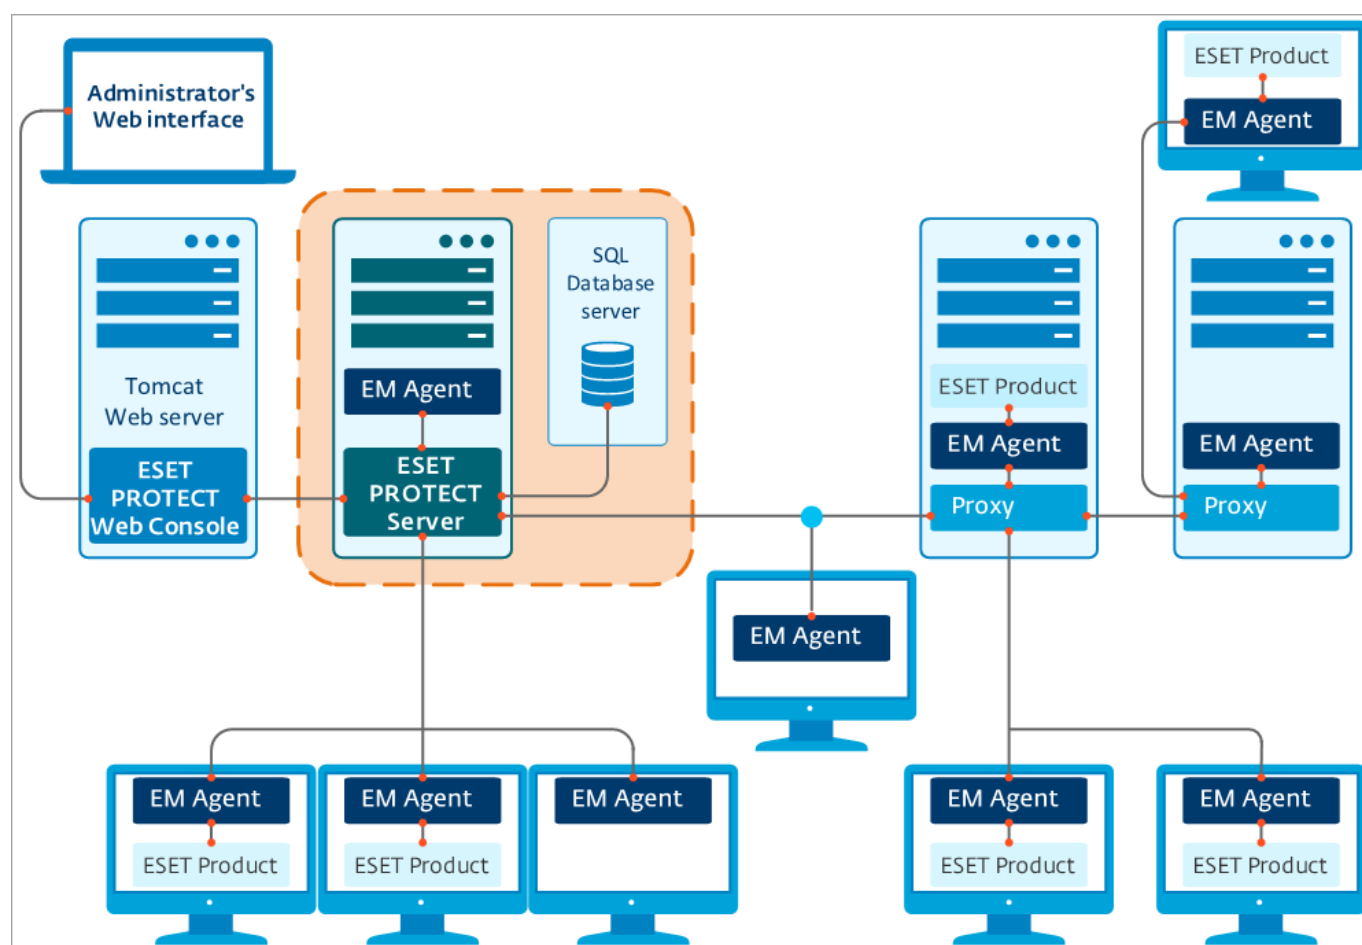 Administrator's
Web interface
ESET Product
EM Agent
Tomcat
Web server
ESET
PROTECT
Web Console
EM Agent
ESET
PROTECT
Server
SQL
Database
server
ESET Product
EM Agent
Proxy
EM Agent
Proxy
EM Agent
EM Agent
ESET Product
EM Agent
ESET Product
EM Agent
EM Agent
ESET Product
EM Agent
ESET Product